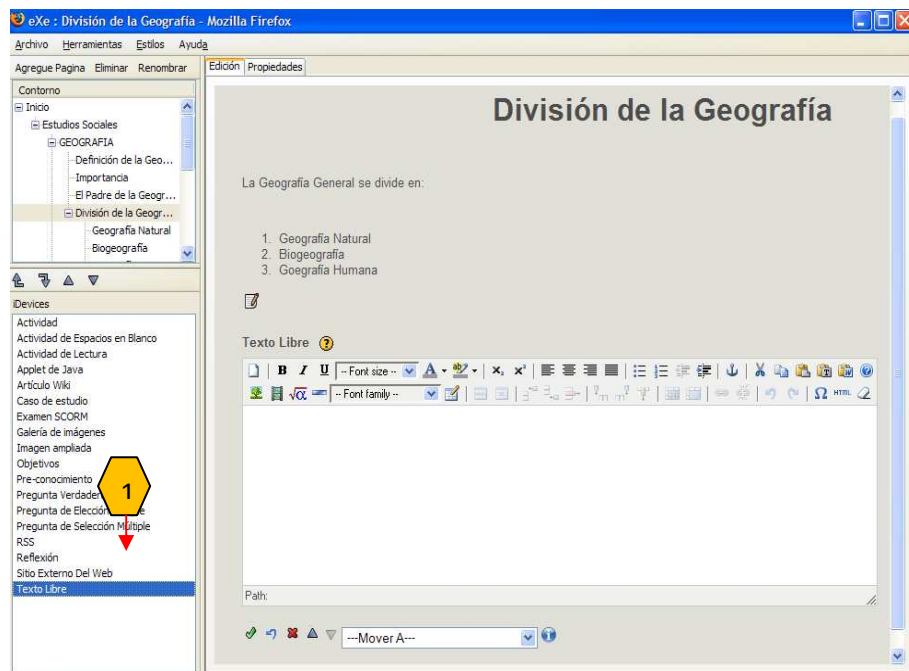 eXe : División de la Geografía - Mozilla Firefox
Archivo Herramientas Estilos Ayuda
Agregue Pagina Eliminar Renombrar
Edición Propiedades
Contorno
Inicio
Estudios Sociales
GEOGRAFIA
Definición de la Geo...
Importancia
El Padre de la Geogr...
División de la Geogr...
Geografía Natural
Biogeografía
iDevices
Actividad
Actividad de Espacios en Blanco
Actividad de Lectura
Applet de Java
Artículo Wiki
Caso de estudio
Examen SCORM
Galería de imágenes
Imagen ampliada
Objetivos
Pre-conocimiento
Pregunta Verdader
Pregunta de Elección e
Pregunta de Selección Múltiple
RSS
Reflexión
Sitio Externo Del Web
Texto Libre
1
División de la Geografía
La Geografía General se divide en:
1. Geografía Natural
2. Biogeografía
3. Goegrafía Humana
Texto Libre ?
B I U -- Font size -- A ab x, x²
-- Font family -- Ω HTML
Path:
---Mover A---